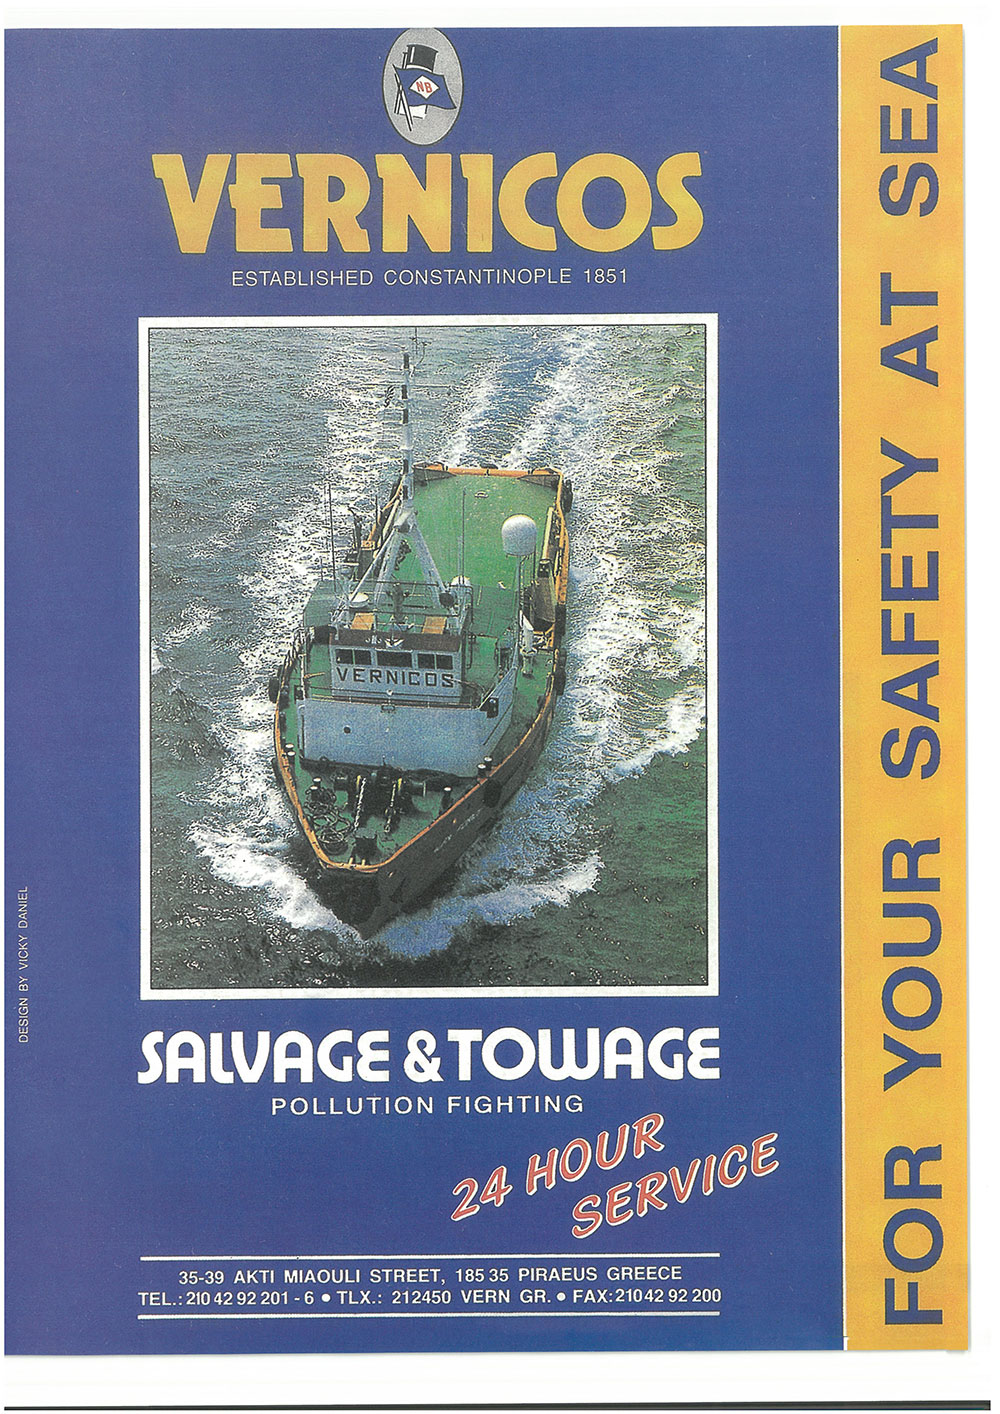 NB
VERNICOS
ESTABLISHED CONSTANTINOPLE 1851
VERNICOS
SALVAGE & TOWAGE
POLLUTION FIGHTING
24 HOUR
SERVICE
35-39 AKTI MIAOULI STREET, 185 35 PIRAEUS GREECE
TEL.: 210 42 92 201 - 6 • TLX.: 212450 VERN GR. • FAX: 210 42 92 200
DESIGN BY VICKY DANIEL
FOR YOUR SAFETY AT SEA